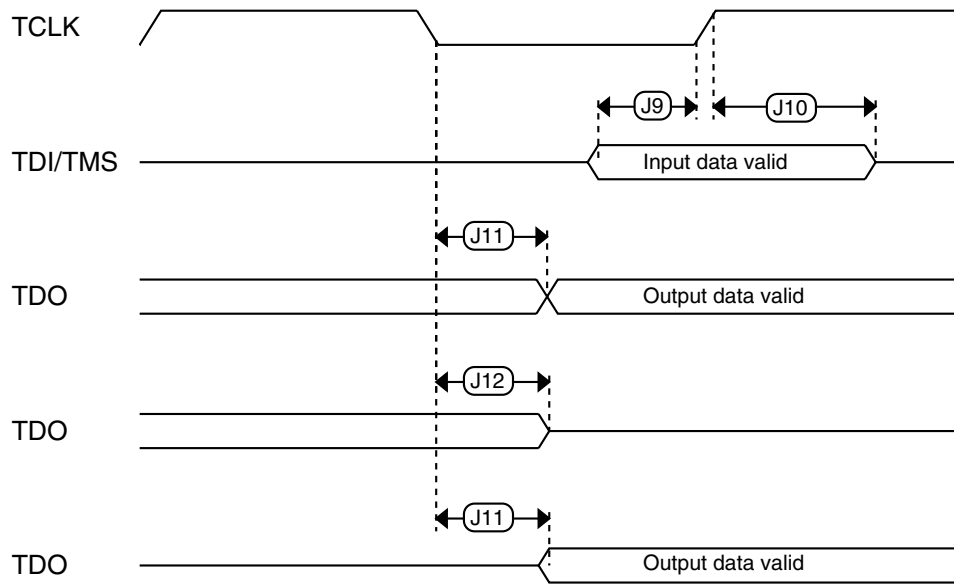 TCLK
J9
J10
TDI/TMS
Input data valid
J11
TDO
Output data valid
J12
TDO
J11
TDO
Output data valid